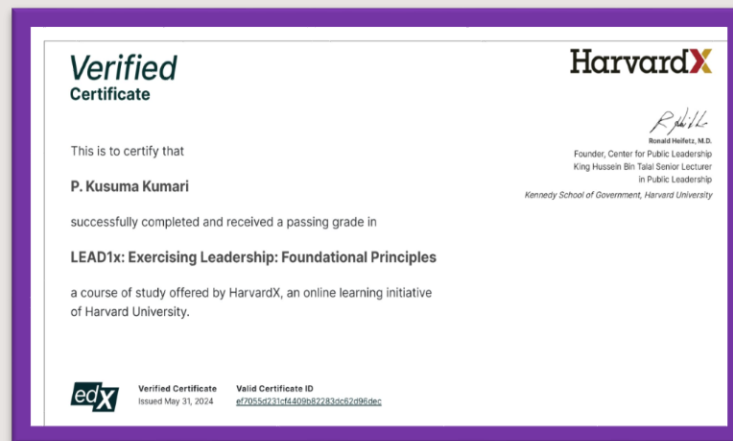 Verified
Certificate
HarvardX
Ronald Heifetz, M.D.
Founder, Center for Public Leadership
King Hussein Bin Talal Senior Lecturer
in Public Leadership
Kennedy School of Government, Harvard University
This is to certify that
P. Kusuma Kumari
successfully completed and received a passing grade in
LEAD1x: Exercising Leadership: Foundational Principles
a course of study offered by HarvardX, an online learning initiative
of Harvard University.
edX
Verified Certificate
Issued May 31, 2024
Valid Certificate ID
ef7055d231cf4409b82283dc62d96dec